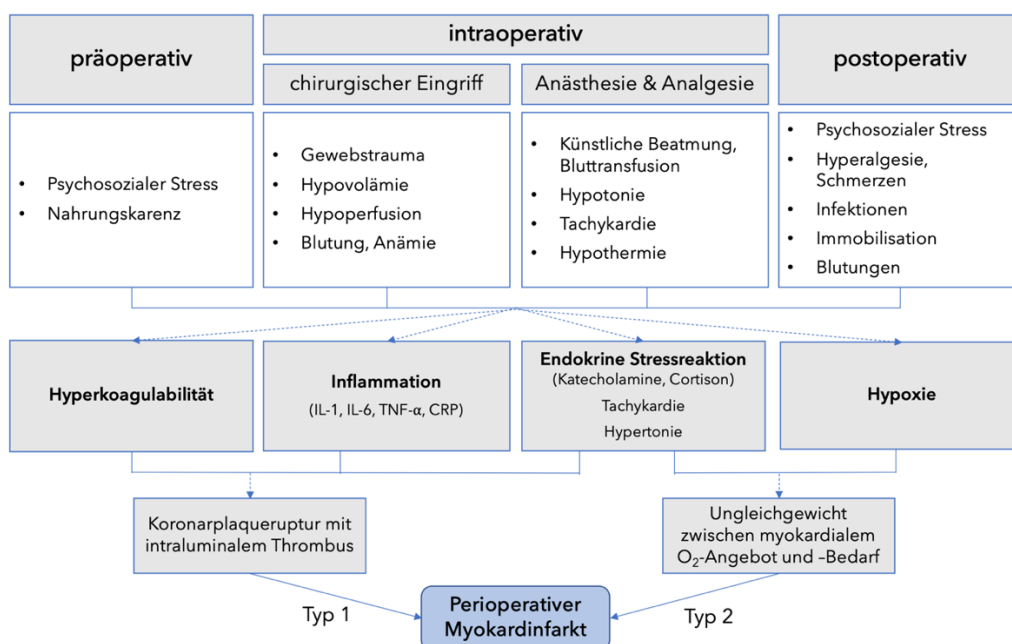 präoperativ
intraoperativ
postoperativ
chirurgischer Eingriff
Anästhesie & Analgesie
• Psychosozialer Stress
• Nahrungskarenz
• Gewebstrauma
• Hypovolämie
• Hypoperfusion
• Blutung, Anämie
• Künstliche Beatmung,
Bluttransfusion
• Hypotonie
• Tachykardie
• Hypothermie
• Psychosozialer Stress
• Hyperalgesie,
Schmerzen
• Infektionen
• Immobilisation
• Blutungen
Hyperkoagulabilität
Inflammation
(IL-1, IL-6, TNF-α, CRP)
Endokrine Stressreaktion
(Katecholamine, Cortison)
Tachykardie
Hypertonie
Hypoxie
Koronarplaqueruptur mit
intraluminalem Thrombus
Ungleichgewicht
zwischen myokardialem
O₂-Angebot und –Bedarf
Typ 1
Perioperativer
Myokardinfarkt
Typ 2